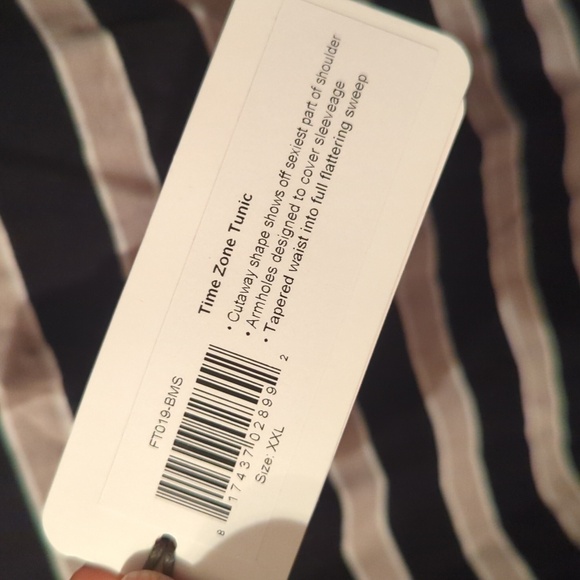 Time Zone Tunic
• Cutaway shape shows off sexiest part of shoulder
• Armholes designed to cover sleeveage
• Tapered waist into full flattering sweep
FT019-BMS
8 17437 02899 2
Size: XXL